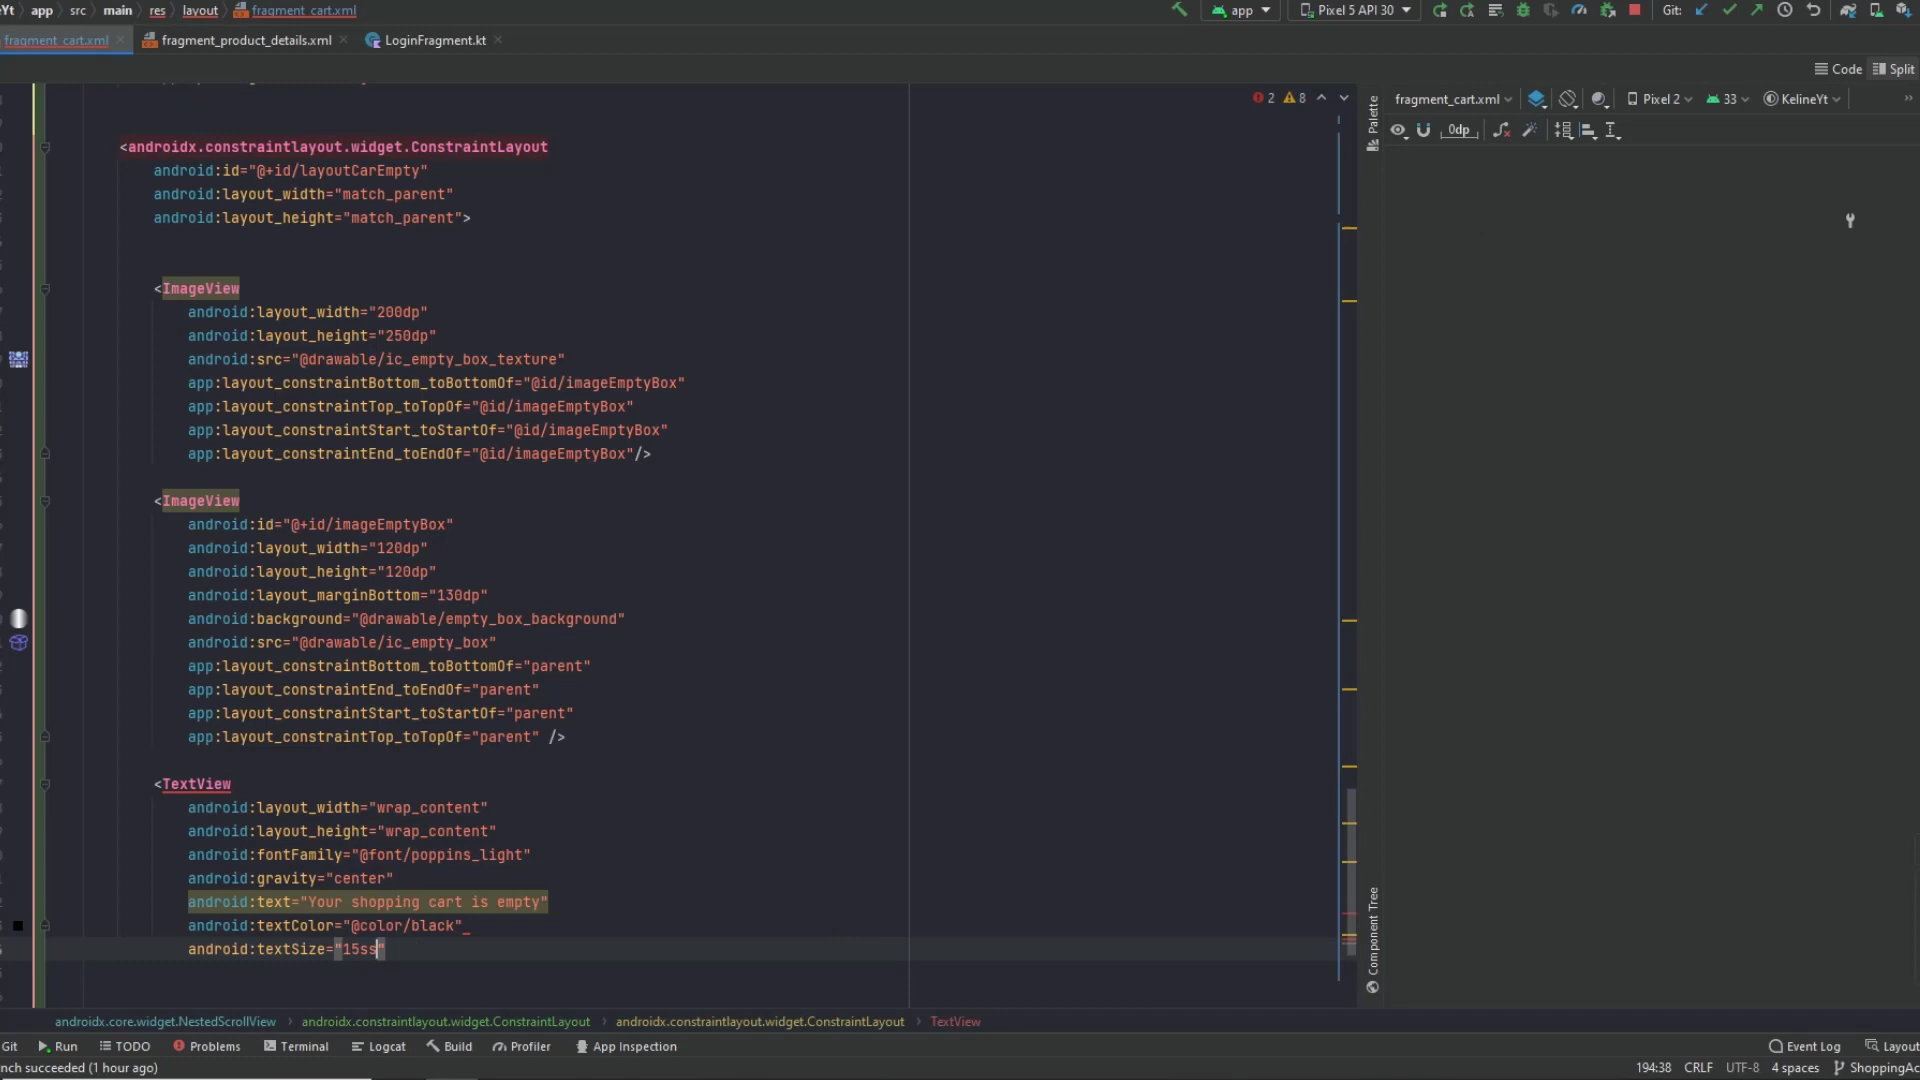 eYt › app › src › main › res › layout › fragment_cart.xml
app
Pixel 5 API 30
Git:
fragment_cart.xml
fragment_product_details.xml
LoginFragment.kt
Code
Split
2
8
fragment_cart.xml
Pixel 2
33
KelineYt
0dp
Palette
<androidx.constraintlayout.widget.ConstraintLayout
android:id="@+id/layoutCarEmpty"
android:layout_width="match_parent"
android:layout_height="match_parent">
<ImageView
android:layout_width="200dp"
android:layout_height="250dp"
android:src="@drawable/ic_empty_box_texture"
app:layout_constraintBottom_toBottomOf="@id/imageEmptyBox"
app:layout_constraintTop_toTopOf="@id/imageEmptyBox"
app:layout_constraintStart_toStartOf="@id/imageEmptyBox"
app:layout_constraintEnd_toEndOf="@id/imageEmptyBox"/>
<ImageView
android:id="@+id/imageEmptyBox"
android:layout_width="120dp"
android:layout_height="120dp"
android:layout_marginBottom="130dp"
android:background="@drawable/empty_box_background"
android:src="@drawable/ic_empty_box"
app:layout_constraintBottom_toBottomOf="parent"
app:layout_constraintEnd_toEndOf="parent"
app:layout_constraintStart_toStartOf="parent"
app:layout_constraintTop_toTopOf="parent" />
<TextView
android:layout_width="wrap_content"
android:layout_height="wrap_content"
android:fontFamily="@font/poppins_light"
android:gravity="center"
android:text="Your shopping cart is empty"
android:textColor="@color/black"
android:textSize="15ss"
Component Tree
androidx.core.widget.NestedScrollView › androidx.constraintlayout.widget.ConstraintLayout › androidx.constraintlayout.widget.ConstraintLayout › TextView
Git
Run
TODO
Problems
Terminal
Logcat
Build
Profiler
App Inspection
Event Log
Layout
nch succeeded (1 hour ago)
194:38
CRLF
UTF-8
4 spaces
ShoppingAc